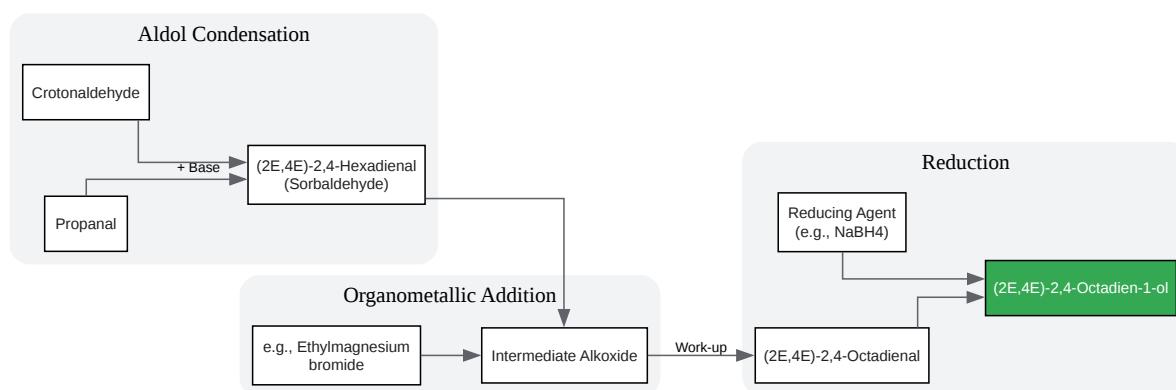 Aldol Condensation
Crotonaldehyde
+ Base
(2E,4E)-2,4-Hexadienal
(Sorbaldehyde)
Propanal
Organometallic Addition
e.g., Ethylmagnesium
bromide
Intermediate Alkoxide
Work-up
Reduction
Reducing Agent
(e.g., NaBH4)
(2E,4E)-2,4-Octadien-1-ol
(2E,4E)-2,4-Octadienal